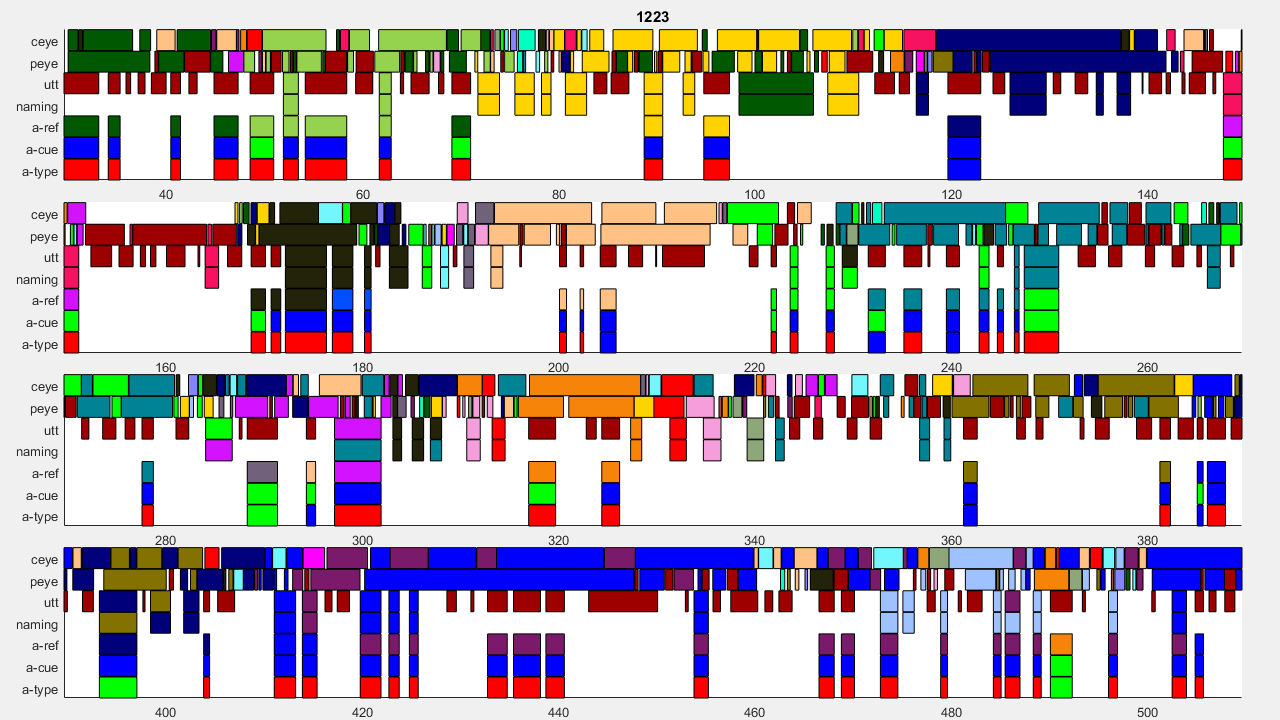 1223
ceye
peye
utt
naming
a-ref
a-cue
a-type
40 60 80 100 120 140
ceye
peye
utt
naming
a-ref
a-cue
a-type
160 180 200 220 240 260
ceye
peye
utt
naming
a-ref
a-cue
a-type
280 300 320 340 360 380
ceye
peye
utt
naming
a-ref
a-cue
a-type
400 420 440 460 480 500